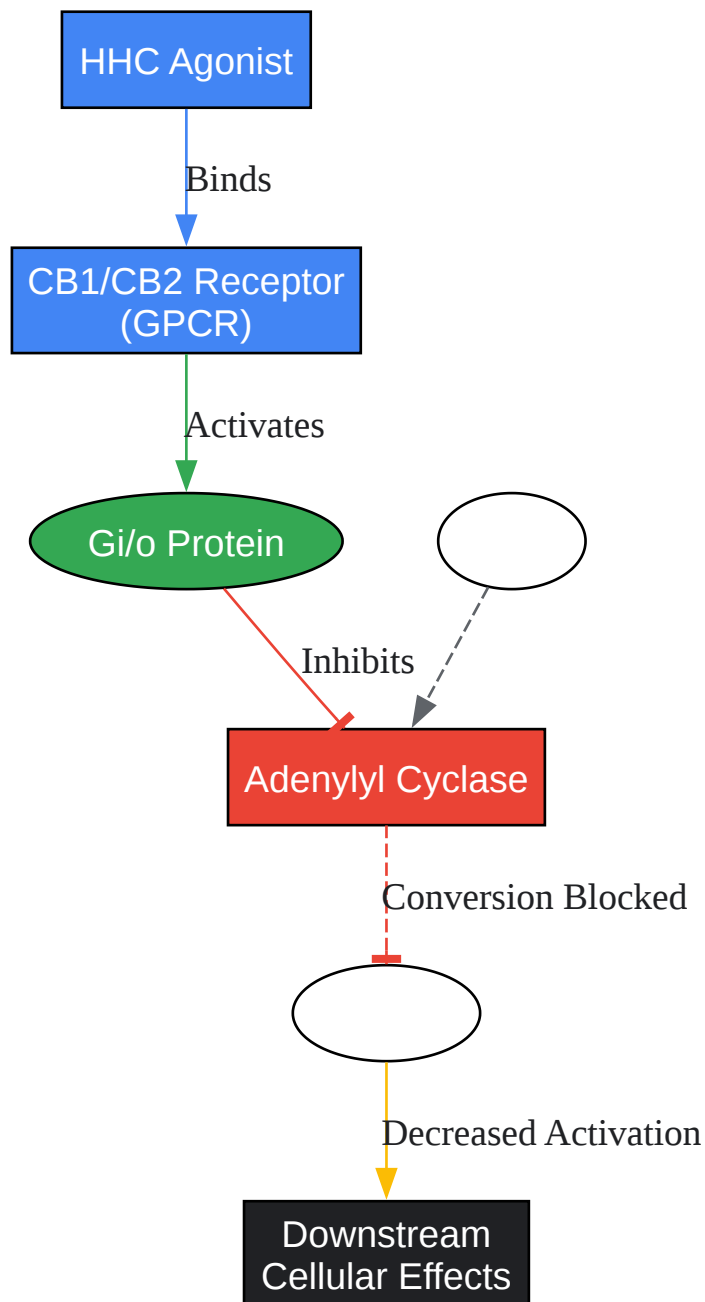 HHC Agonist
Binds
CB1/CB2 Receptor
(GPCR)
Activates
Gi/o Protein
Inhibits
Adenylyl Cyclase
Conversion Blocked
Decreased Activation
Downstream
Cellular Effects